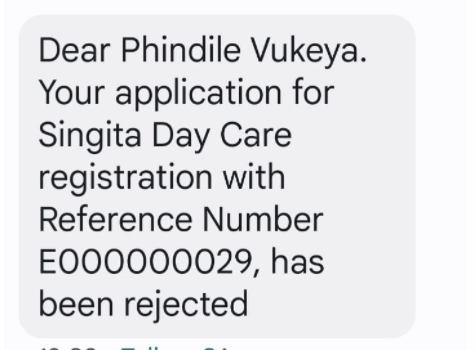 Dear Phindile Vukeya.
Your application for
Singita Day Care
registration with
Reference Number
E000000029, has
been rejected